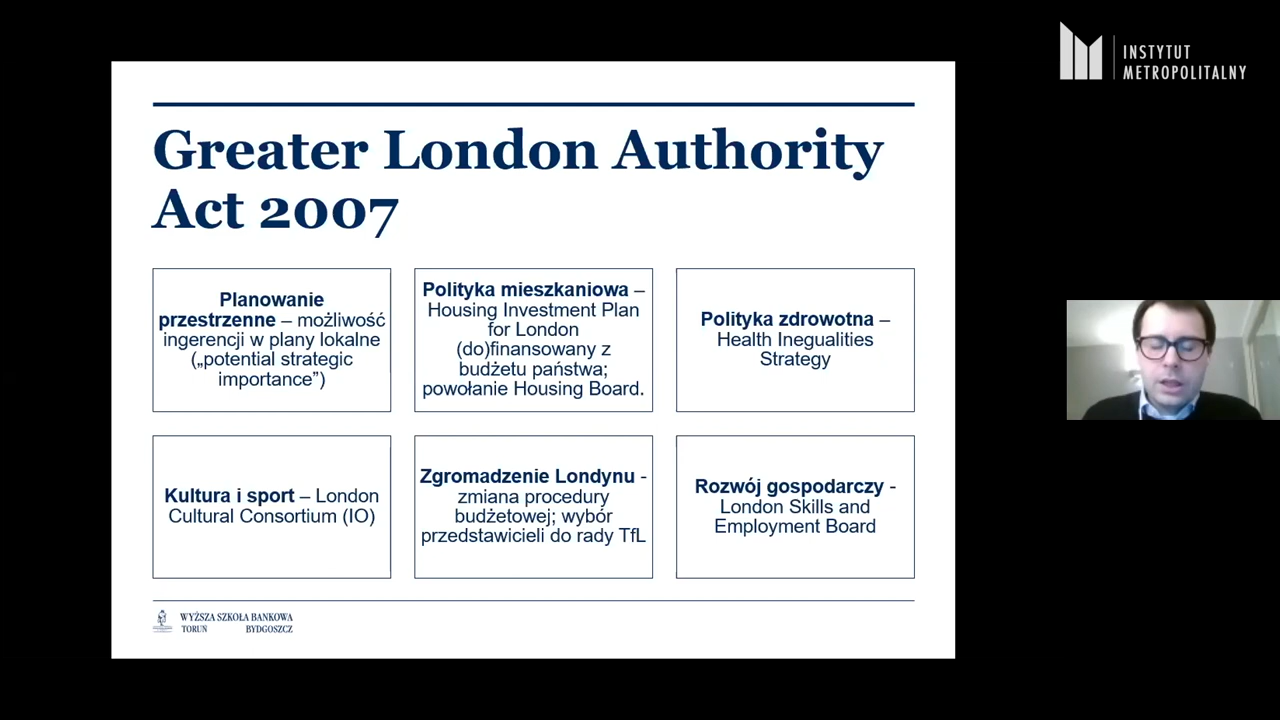 INSTYTUT
METROPOLITALNY
Greater London Authority
Act 2007
Planowanie
przestrzenne – możliwość
ingerencji w plany lokalne
(„potential strategic
importance”)
Polityka mieszkaniowa –
Housing Investment Plan
for London
(do)finansowany z
budżetu państwa;
powołanie Housing Board.
Polityka zdrowotna –
Health Inegualities
Strategy
Kultura i sport – London
Cultural Consortium (IO)
Zgromadzenie Londynu -
zmiana procedury
budżetowej; wybór
przedstawicieli do rady TfL
Rozwój gospodarczy -
London Skills and
Employment Board
WYŻSZA SZKOŁA BANKOWA
TORUŃ BYDGOSZCZ